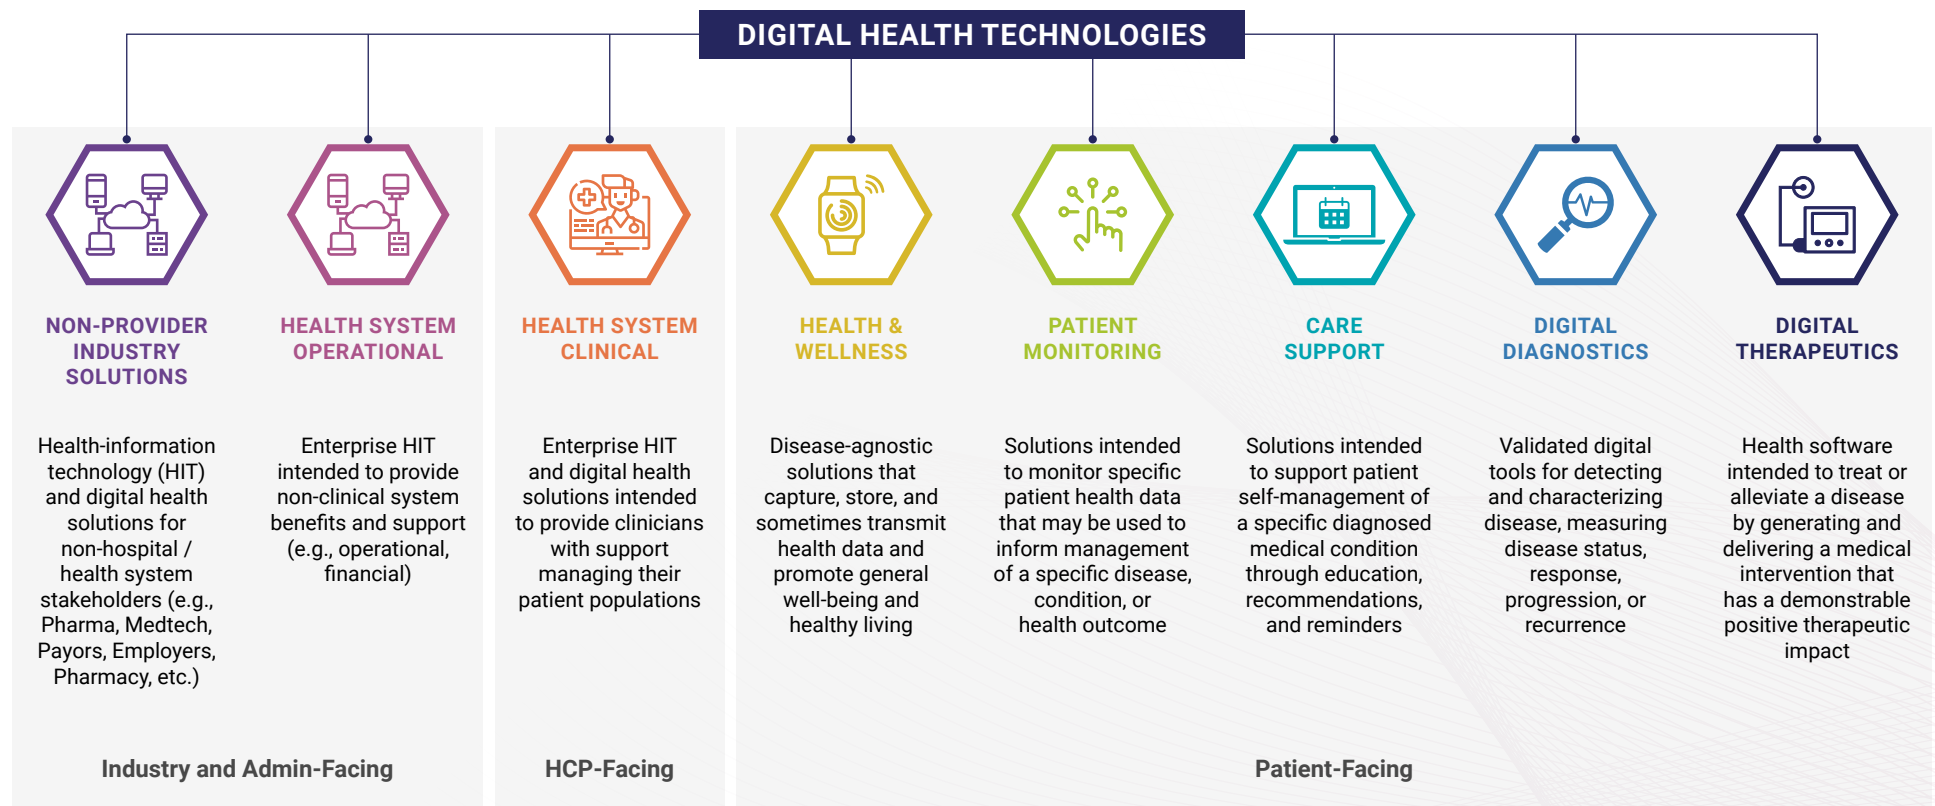 DIGITAL HEALTH TECHNOLOGIES
NON-PROVIDER
INDUSTRY
SOLUTIONS
Health-information
technology (HIT)
and digital health
solutions for
non-hospital /
health system
stakeholders (e.g.,
Pharma, Medtech,
Payors, Employers,
Pharmacy, etc.)
HEALTH SYSTEM
OPERATIONAL
Enterprise HIT
intended to provide
non-clinical system
benefits and support
(e.g., operational,
financial)
Industry and Admin-Facing
HEALTH SYSTEM
CLINICAL
Enterprise HIT
and digital health
solutions intended
to provide clinicians
with support
managing their
patient populations
HCP-Facing
HEALTH &
WELLNESS
Disease-agnostic
solutions that
capture, store, and
sometimes transmit
health data and
promote general
well-being and
healthy living
PATIENT
MONITORING
Solutions intended
to monitor specific
patient health data
that may be used to
inform management
of a specific disease,
condition, or
health outcome
CARE
SUPPORT
Solutions intended
to support patient
self-management of
a specific diagnosed
medical condition
through education,
recommendations,
and reminders
DIGITAL
DIAGNOSTICS
Validated digital
tools for detecting
and characterizing
disease, measuring
disease status,
response,
progression, or
recurrence
DIGITAL
THERAPEUTICS
Health software
intended to treat or
alleviate a disease
by generating and
delivering a medical
intervention that
has a demonstrable
positive therapeutic
impact
Patient-Facing